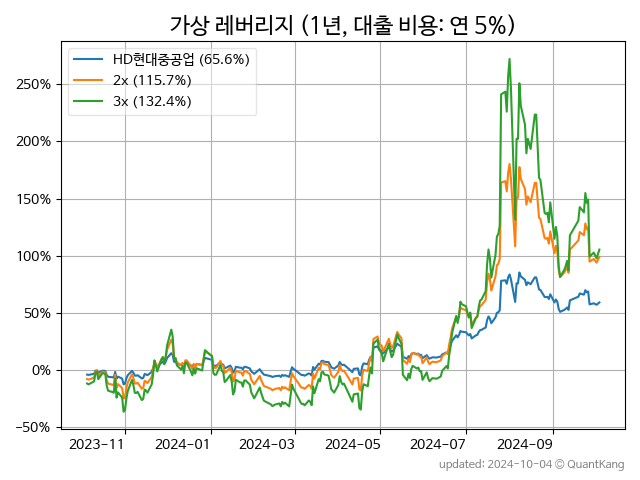 가상 레버리지 (1년, 대출 비용: 연 5%)
HD현대중공업 (65.6%)
2x (115.7%)
3x (132.4%)
250%
200%
150%
100%
50%
0%
−50%
2023-11
2024-01
2024-03
2024-05
2024-07
2024-09
updated: 2024-10-04 © QuantKang